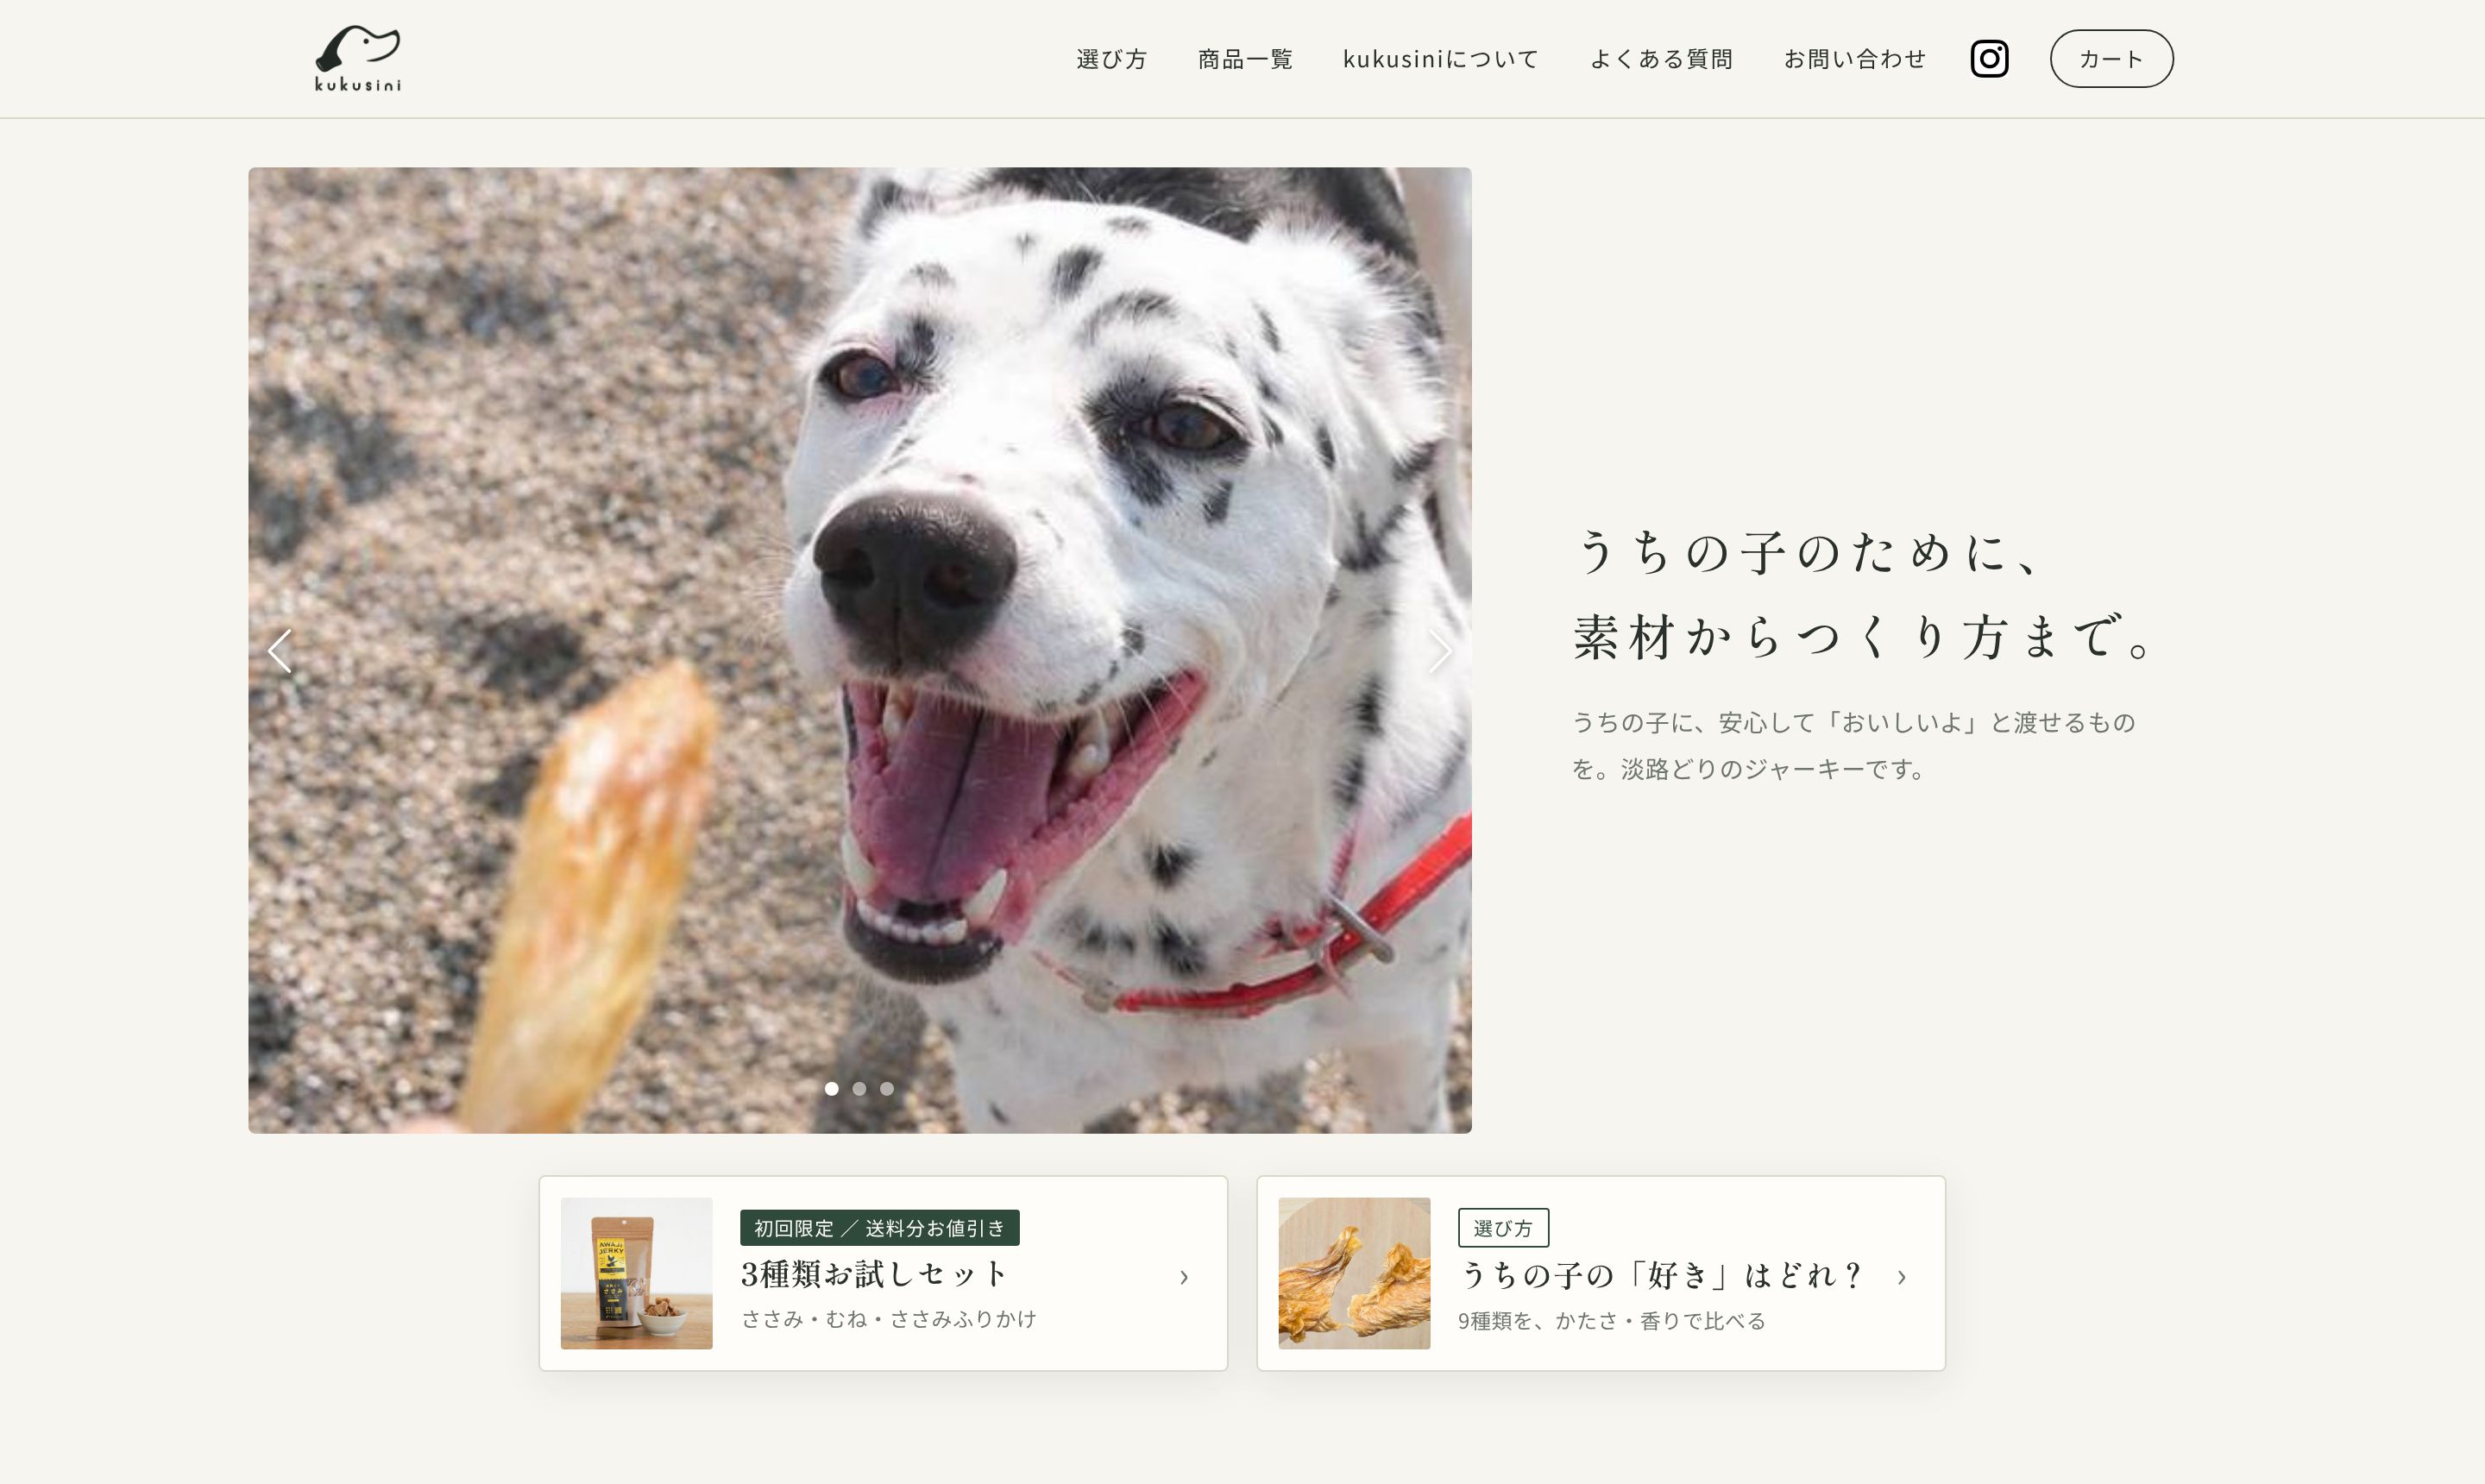 kukusini
選び方
商品一覧
kukusiniについて
よくある質問
お問い合わせ
カート
うちの子のために、
素材からつくり方まで。
うちの子に、安心して「おいしいよ」と渡せるもの
を。淡路どりのジャーキーです。
初回限定 ／ 送料分お値引き
3種類お試しセット
ささみ・むね・ささみふりかけ
AWAJI
JERKY
ささみ
選び方
うちの子の「好き」はどれ？
9種類を、かたさ・香りで比べる